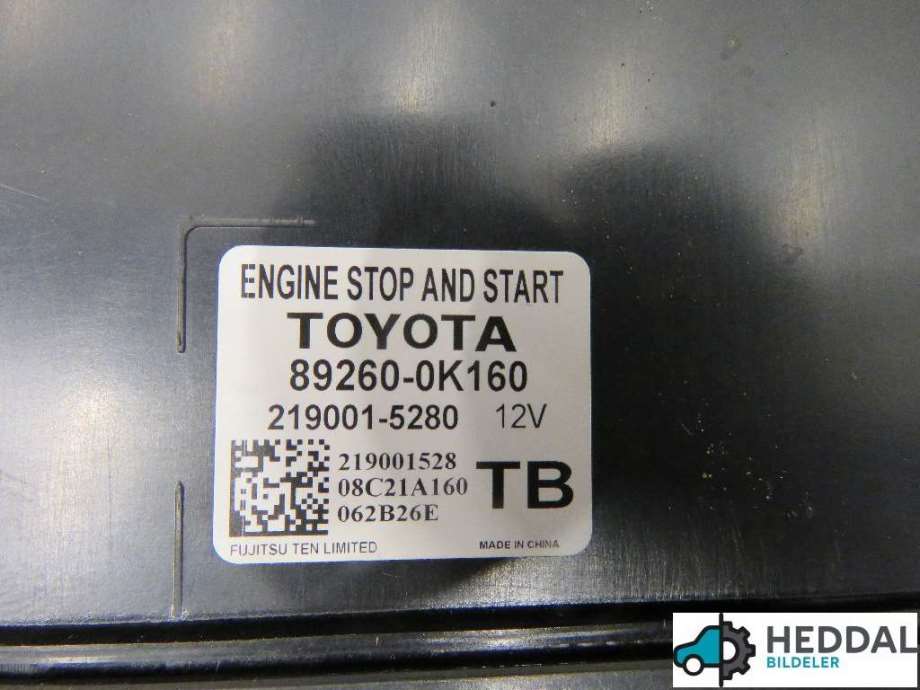 ENGINE STOP AND START
TOYOTA
89260-0K160
219001-5280 12V
219001528
08C21A160
062B26E
TB
FUJITSU TEN LIMITED MADE IN CHINA
HEDDAL
BILDELER